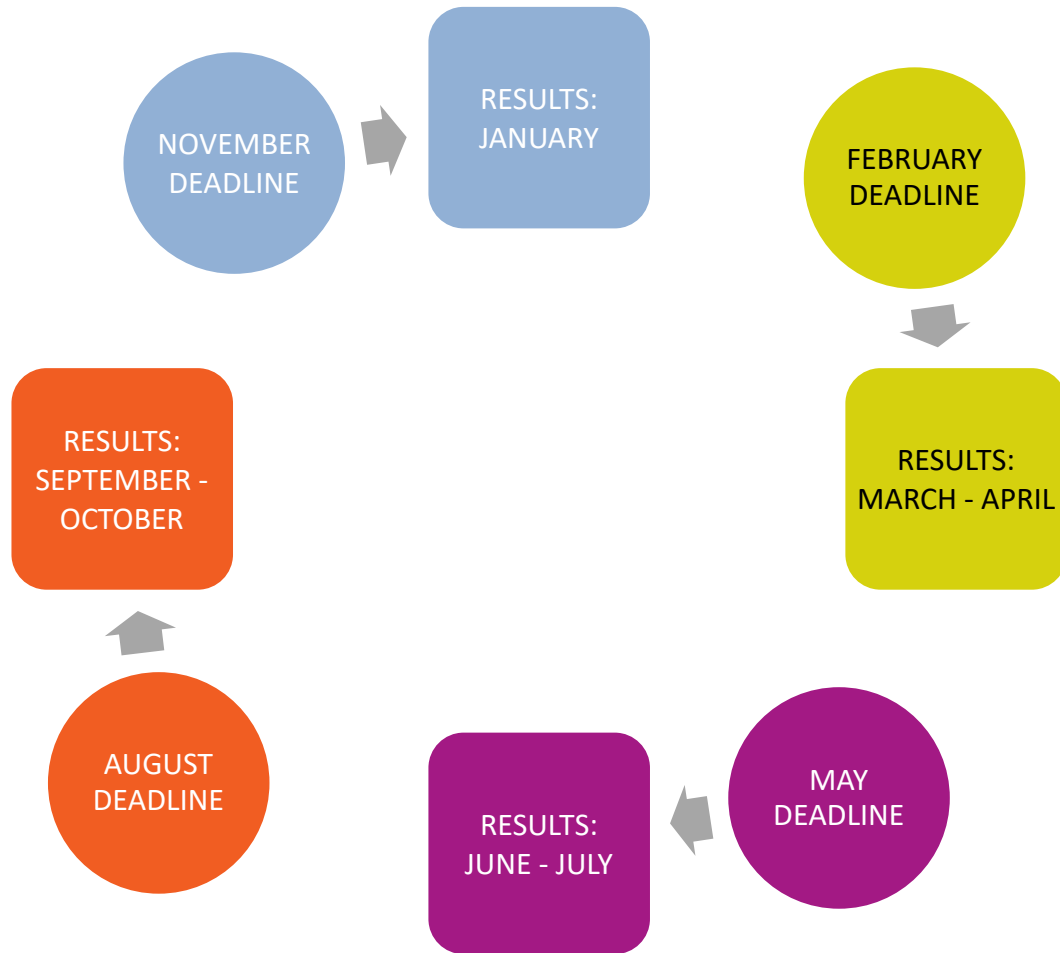 NOVEMBER
DEADLINE
RESULTS:
JANUARY
FEBRUARY
DEADLINE
RESULTS:
MARCH - APRIL
MAY
DEADLINE
RESULTS:
JUNE - JULY
AUGUST
DEADLINE
RESULTS:
SEPTEMBER -
OCTOBER